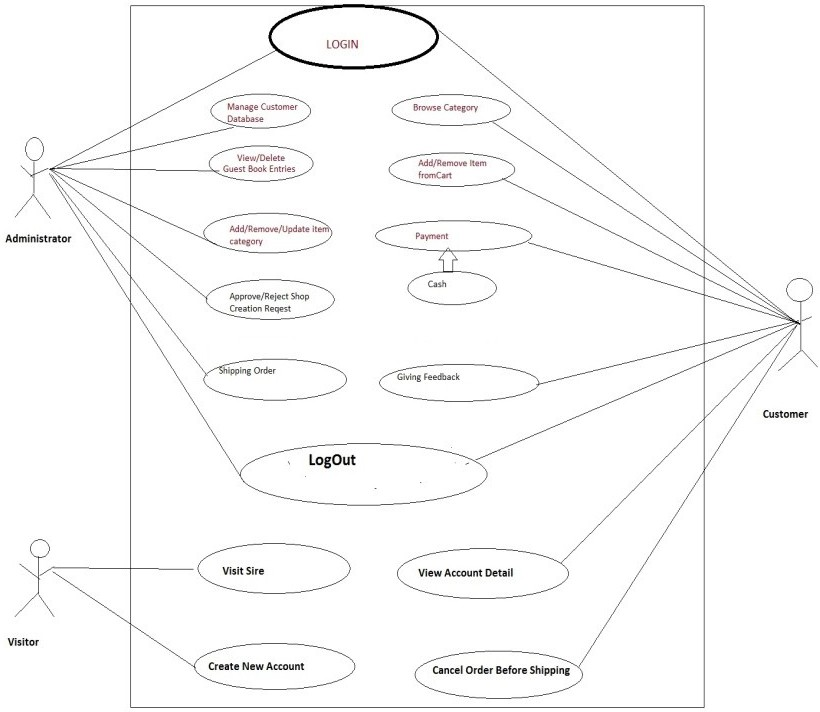 LOGIN
Manage Customer
Database
Browse Category
View/Delete
Guest Book Entries
Add/Remove Item
fromCart
Administrator
Add/Remove/Update item
category
Payment
Cash
Approve/Reject Shop
Creation Reqest
Shipping Order
Giving Feedback
Customer
LogOut
Visit Sire
View Account Detail
Visitor
Create New Account
Cancel Order Before Shipping